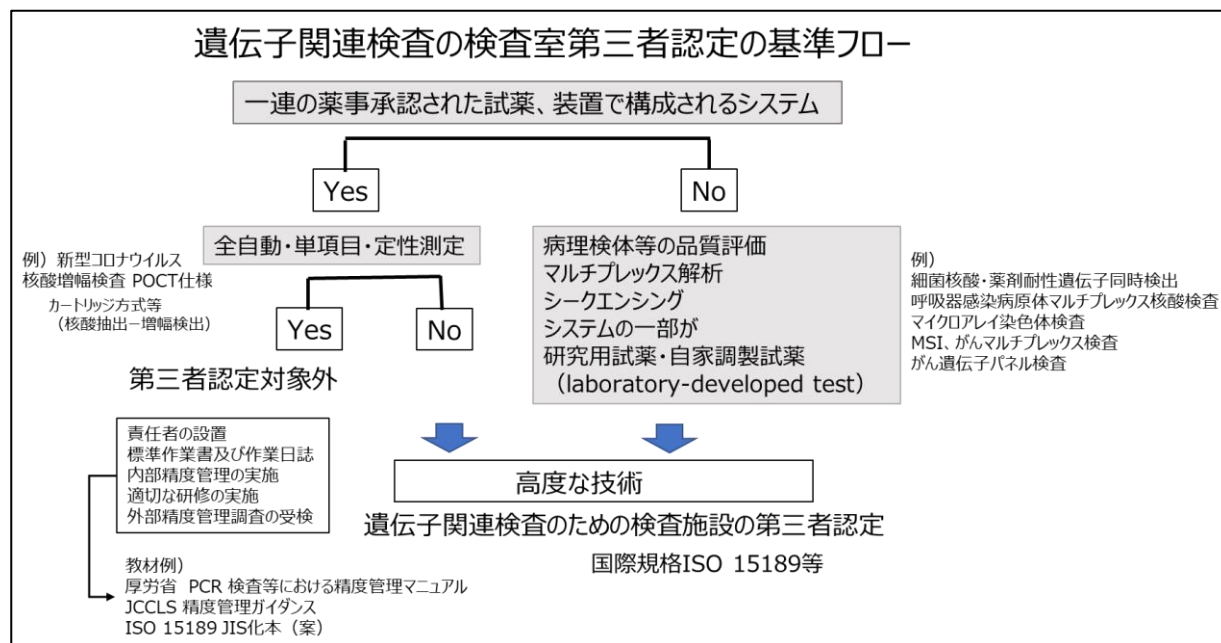 遺伝子関連検査の検査室第三者認定の基準フロー
一連の薬事承認された試薬、装置で構成されるシステム
Yes
No
全自動・単項目・定性測定
例）新型コロナウイルス
核酸増幅検査 POCT仕様
カートリッジ方式等
（核酸抽出－増幅検出）
Yes
No
第三者認定対象外
病理検体等の品質評価
マルチプレックス解析
シークエンシング
システムの一部が
研究用試薬・自家調製試薬
（laboratory-developed test）
例）
細菌核酸・薬剤耐性遺伝子同時検出
呼吸器感染病原体マルチプレックス核酸検査
マイクロアレイ染色体検査
MSI、がんマルチプレックス検査
がん遺伝子パネル検査
責任者の設置
標準作業書及び作業日誌
内部精度管理の実施
適切な研修の実施
外部精度管理調査の受検
高度な技術
遺伝子関連検査のための検査施設の第三者認定
国際規格ISO 15189等
教材例）
厚労省 PCR 検査等における精度管理マニュアル
JCCLS 精度管理ガイダンス
ISO 15189 JIS化本（案）